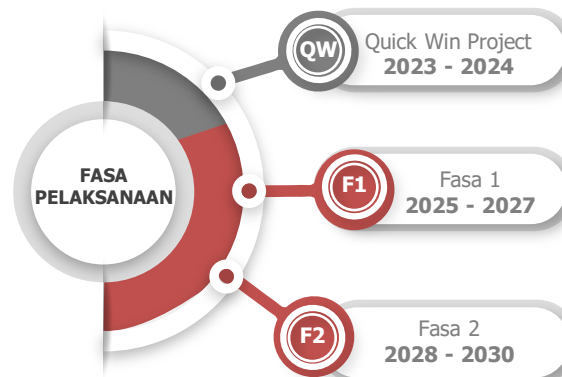 FASA
PELAKSANAAN
QW
Quick Win Project
2023 - 2024
F1
Fasa 1
2025 - 2027
F2
Fasa 2
2028 - 2030